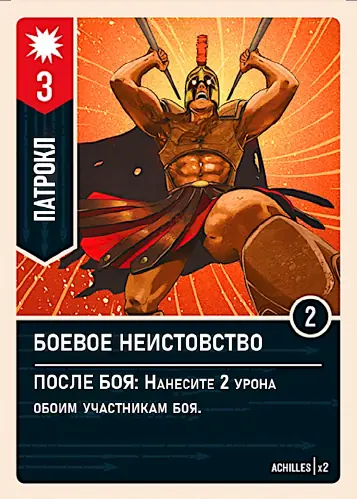 3
ПАТРОКЛ
2
БОЕВОЕ НЕИСТОВСТВО
ПОСЛЕ БОЯ: Нанесите 2 урона
обоим участникам боя.
ACHILLES | x2